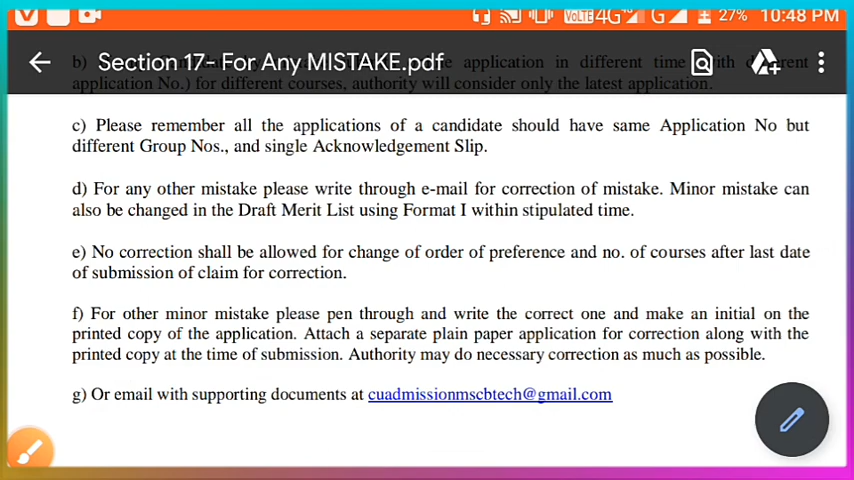 VOLTE 4G G 27% 10:48 PM
Section 17- For Any MISTAKE.pdf
b) application in different time
application No.) for different courses, authority will consider only the latest application.
c) Please remember all the applications of a candidate should have same Application No but
different Group Nos., and single Acknowledgement Slip.
d) For any other mistake please write through e-mail for correction of mistake. Minor mistake can
also be changed in the Draft Merit List using Format I within stipulated time.
e) No correction shall be allowed for change of order of preference and no. of courses after last date
of submission of claim for correction.
f) For other minor mistake please pen through and write the correct one and make an initial on the
printed copy of the application. Attach a separate plain paper application for correction along with the
printed copy at the time of submission. Authority may do necessary correction as much as possible.
g) Or email with supporting documents at cuadmissionmscbtech@gmail.com